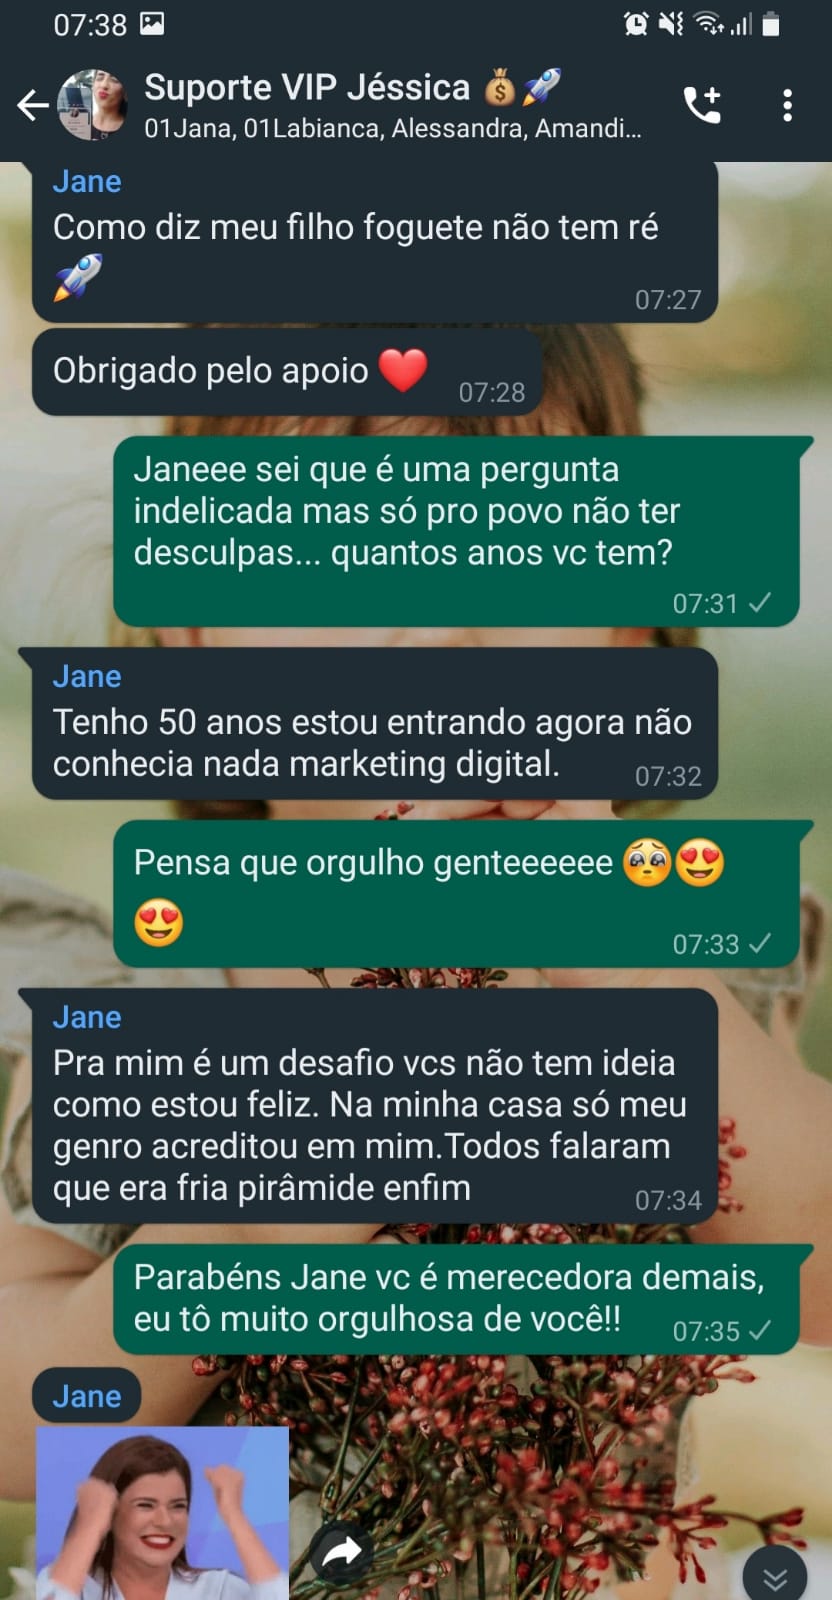 07:38
Suporte VIP Jéssica 💰🚀
01Jana, 01Labianca, Alessandra, Amandi...
Jane
Como diz meu filho foguete não tem ré
🚀
07:27
Obrigado pelo apoio ❤️
07:28
Janeee sei que é uma pergunta
indelicada mas só pro povo não ter
desculpas... quantos anos vc tem?
07:31
Jane
Tenho 50 anos estou entrando agora não
conhecia nada marketing digital.
07:32
Pensa que orgulho genteeeeee 🥺😍
😍
07:33
Jane
Pra mim é um desafio vcs não tem ideia
como estou feliz. Na minha casa só meu
genro acreditou em mim.Todos falaram
que era fria pirâmide enfim
07:34
Parabéns Jane vc é merecedora demais,
eu tô muito orgulhosa de você!!
07:35
Jane